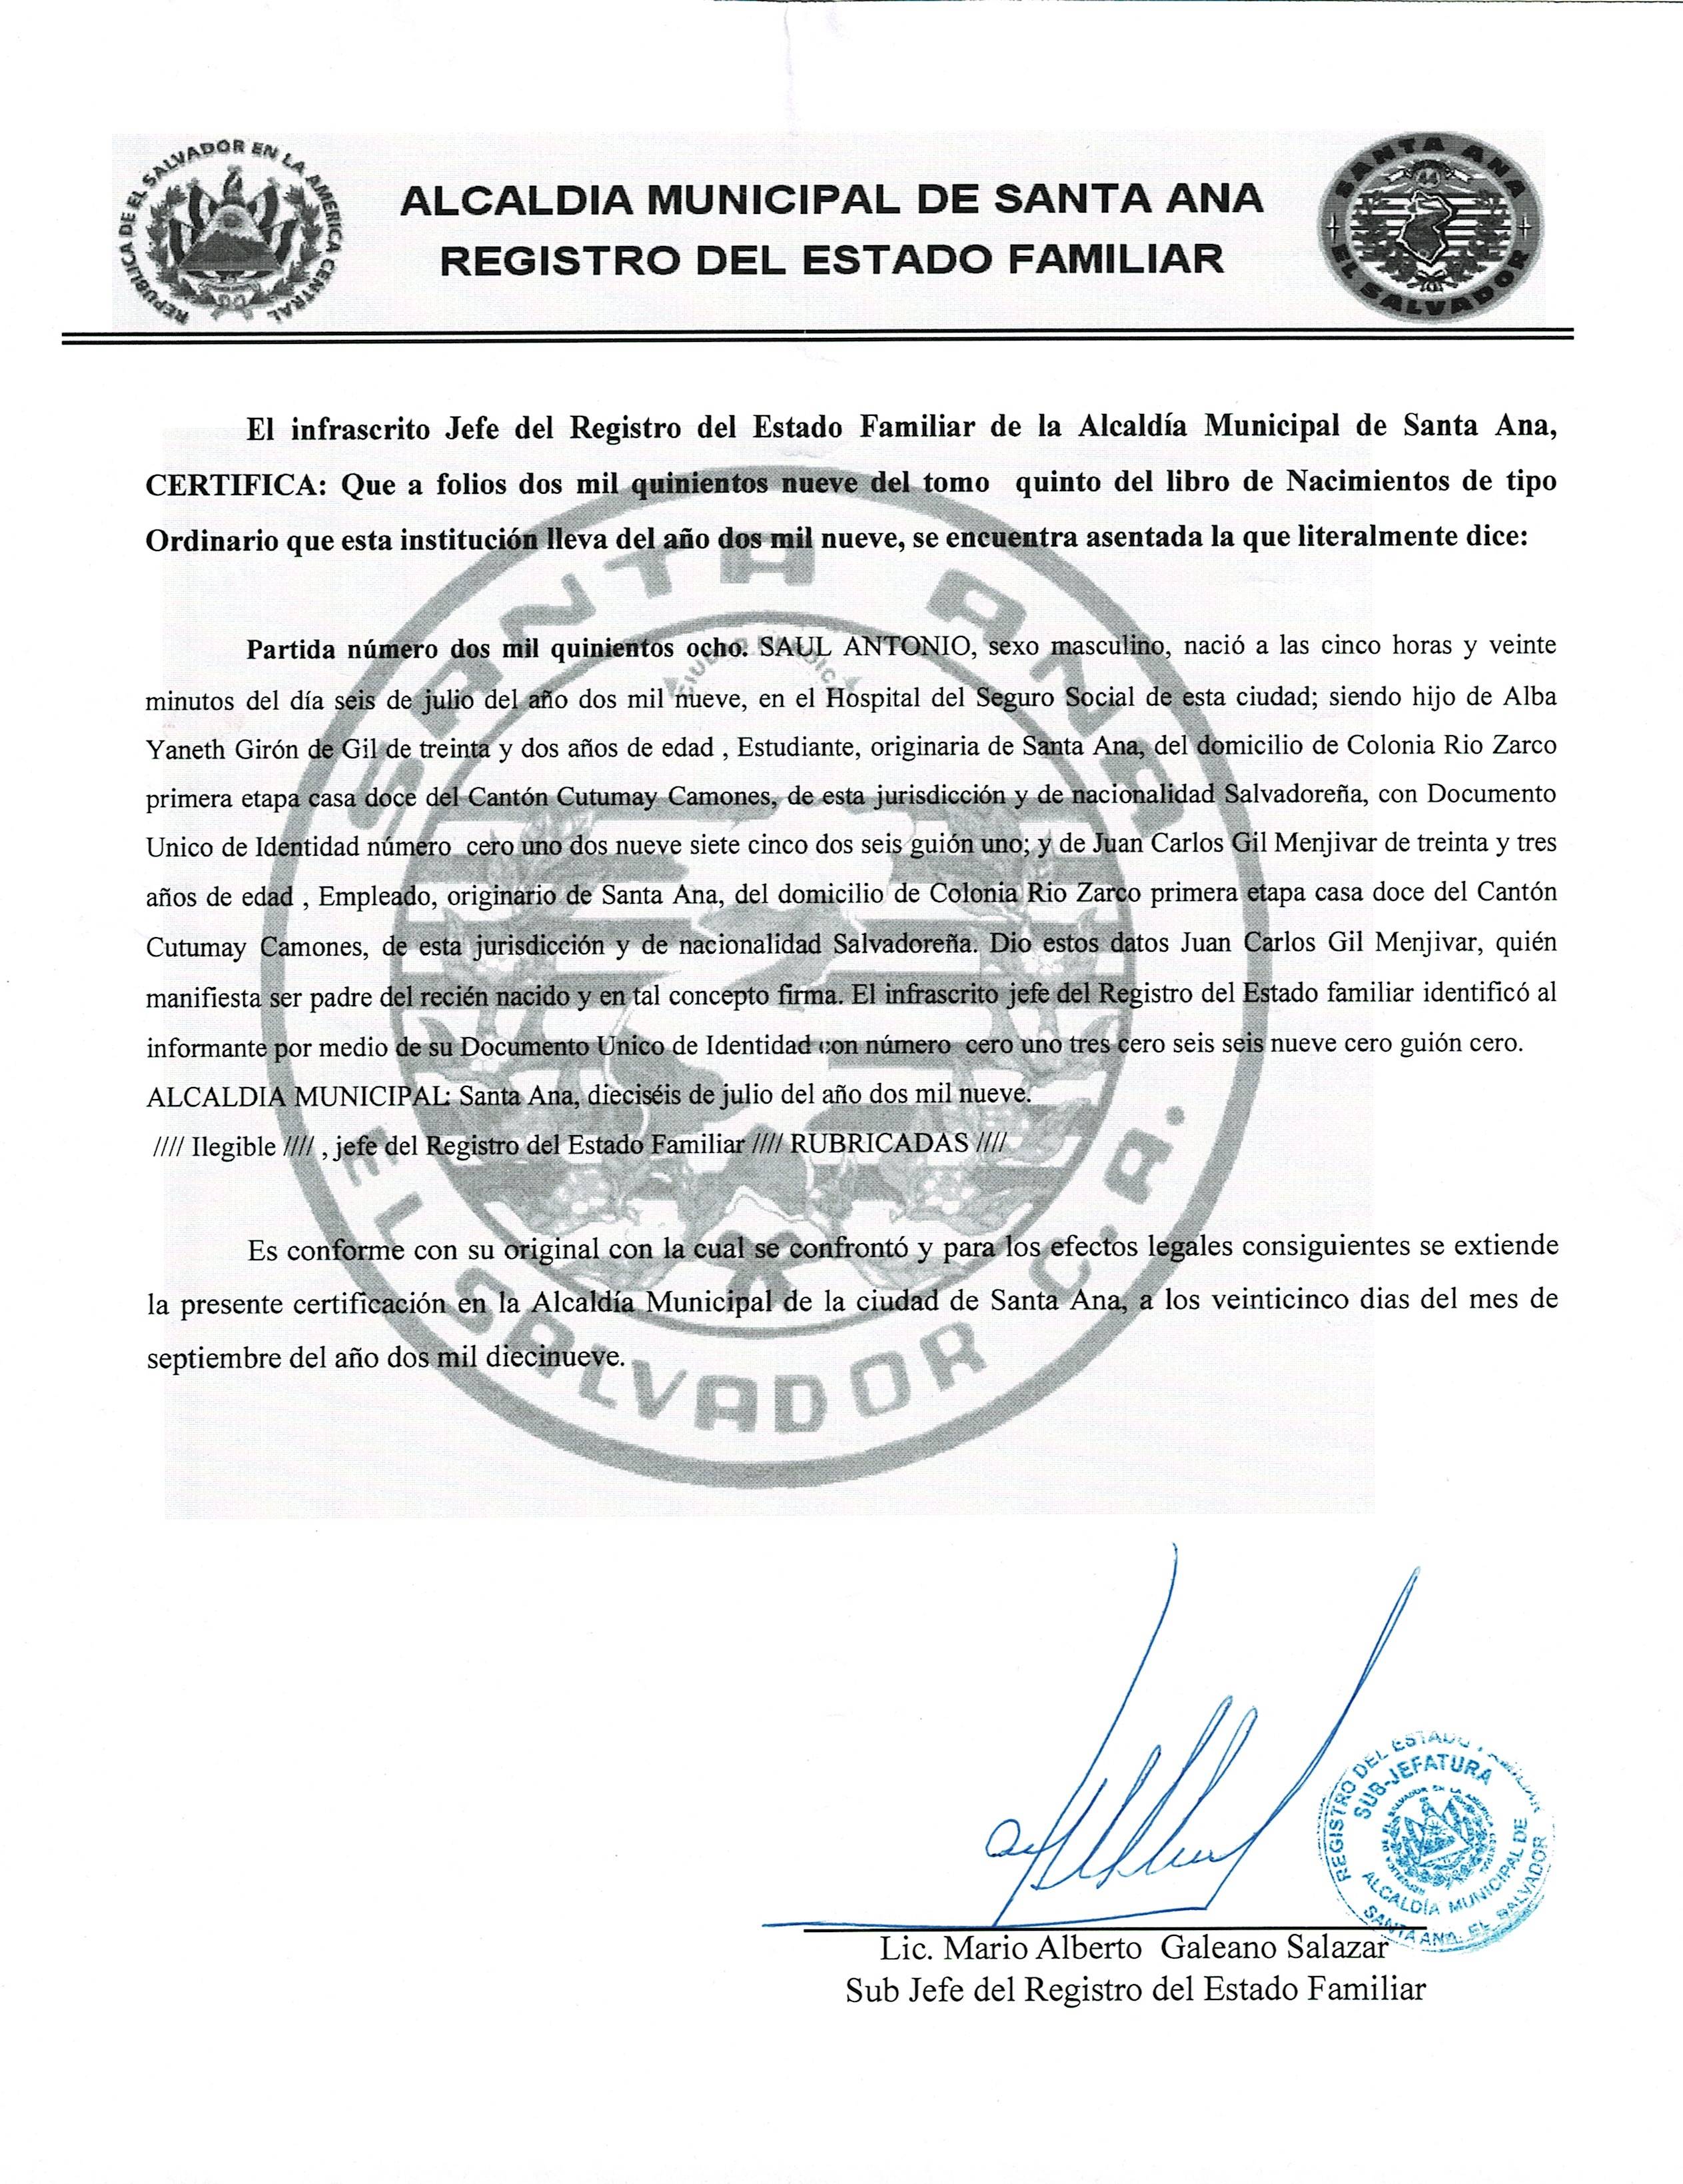 REPUBLICA DE EL SALVADOR EN LA AMERICA CENTRAL
ALCALDIA MUNICIPAL DE SANTA ANA
REGISTRO DEL ESTADO FAMILIAR
SANTA ANA
EL SALVADOR
El infrascrito Jefe del Registro del Estado Familiar de la Alcaldía Municipal de Santa Ana,
CERTIFICA: Que a folios dos mil quinientos nueve del tomo quinto del libro de Nacimientos de tipo
Ordinario que esta institución lleva del año dos mil nueve, se encuentra asentada la que literalmente dice:
Partida número dos mil quinientos ocho. SAUL ANTONIO, sexo masculino, nació a las cinco horas y veinte
minutos del día seis de julio del año dos mil nueve, en el Hospital del Seguro Social de esta ciudad; siendo hijo de Alba
Yaneth Girón de Gil de treinta y dos años de edad , Estudiante, originaria de Santa Ana, del domicilio de Colonia Rio Zarco
primera etapa casa doce del Cantón Cutumay Camones, de esta jurisdicción y de nacionalidad Salvadoreña, con Documento
Unico de Identidad número cero uno dos nueve siete cinco dos seis guión uno; y de Juan Carlos Gil Menjivar de treinta y tres
años de edad , Empleado, originario de Santa Ana, del domicilio de Colonia Rio Zarco primera etapa casa doce del Cantón
Cutumay Camones, de esta jurisdicción y de nacionalidad Salvadoreña. Dio estos datos Juan Carlos Gil Menjivar, quién
manifiesta ser padre del recién nacido y en tal concepto firma. El infrascrito jefe del Registro del Estado familiar identificó al
informante por medio de su Documento Unico de Identidad con número cero uno tres cero seis seis nueve cero guión cero.
ALCALDIA MUNICIPAL: Santa Ana, dieciséis de julio del año dos mil nueve.
//// Ilegible //// , jefe del Registro del Estado Familiar //// RUBRICADAS ////
Es conforme con su original con la cual se confrontó y para los efectos legales consiguientes se extiende
la presente certificación en la Alcaldía Municipal de la ciudad de Santa Ana, a los veinticinco dias del mes de
septiembre del año dos mil diecinueve.
SANTA ANA
EL SALVADOR C.A.
REGISTRO DEL ESTADO FAMILIAR
SUB-JEFATURA
ALCALDÍA MUNICIPAL DE
SANTA ANA, EL SALVADOR
Lic. Mario Alberto Galeano Salazar
Sub Jefe del Registro del Estado Familiar